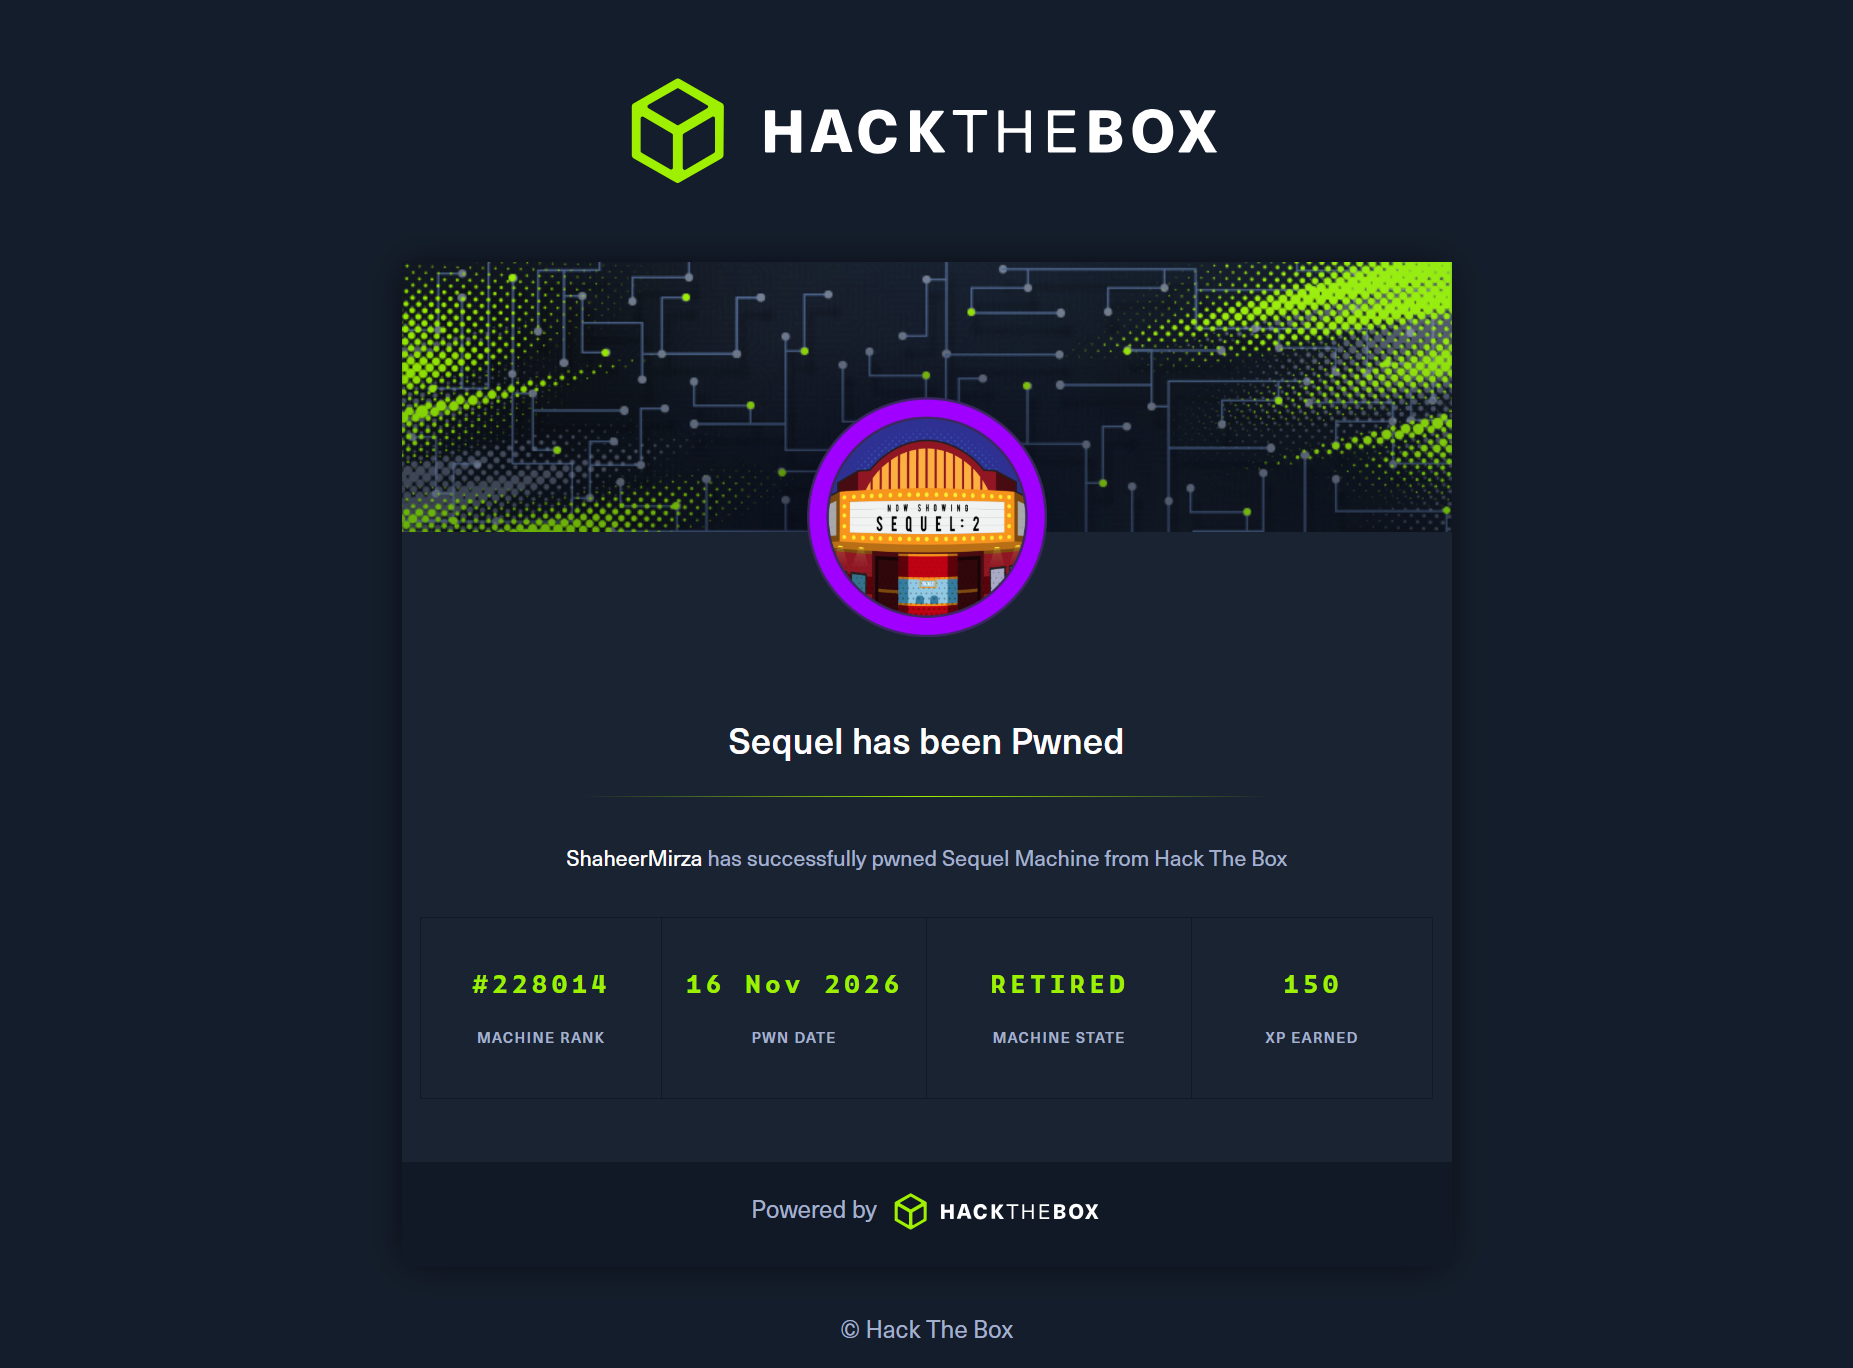 HACKTHEBOX
NOW SHOWING
SEQUEL: 2
Sequel has been Pwned
ShaheerMirza has successfully pwned Sequel Machine from Hack The Box
#228014
16 Nov 2026
RETIRED
150
MACHINE RANK
PWN DATE
MACHINE STATE
XP EARNED
Powered by HACKTHEBOX
© Hack The Box